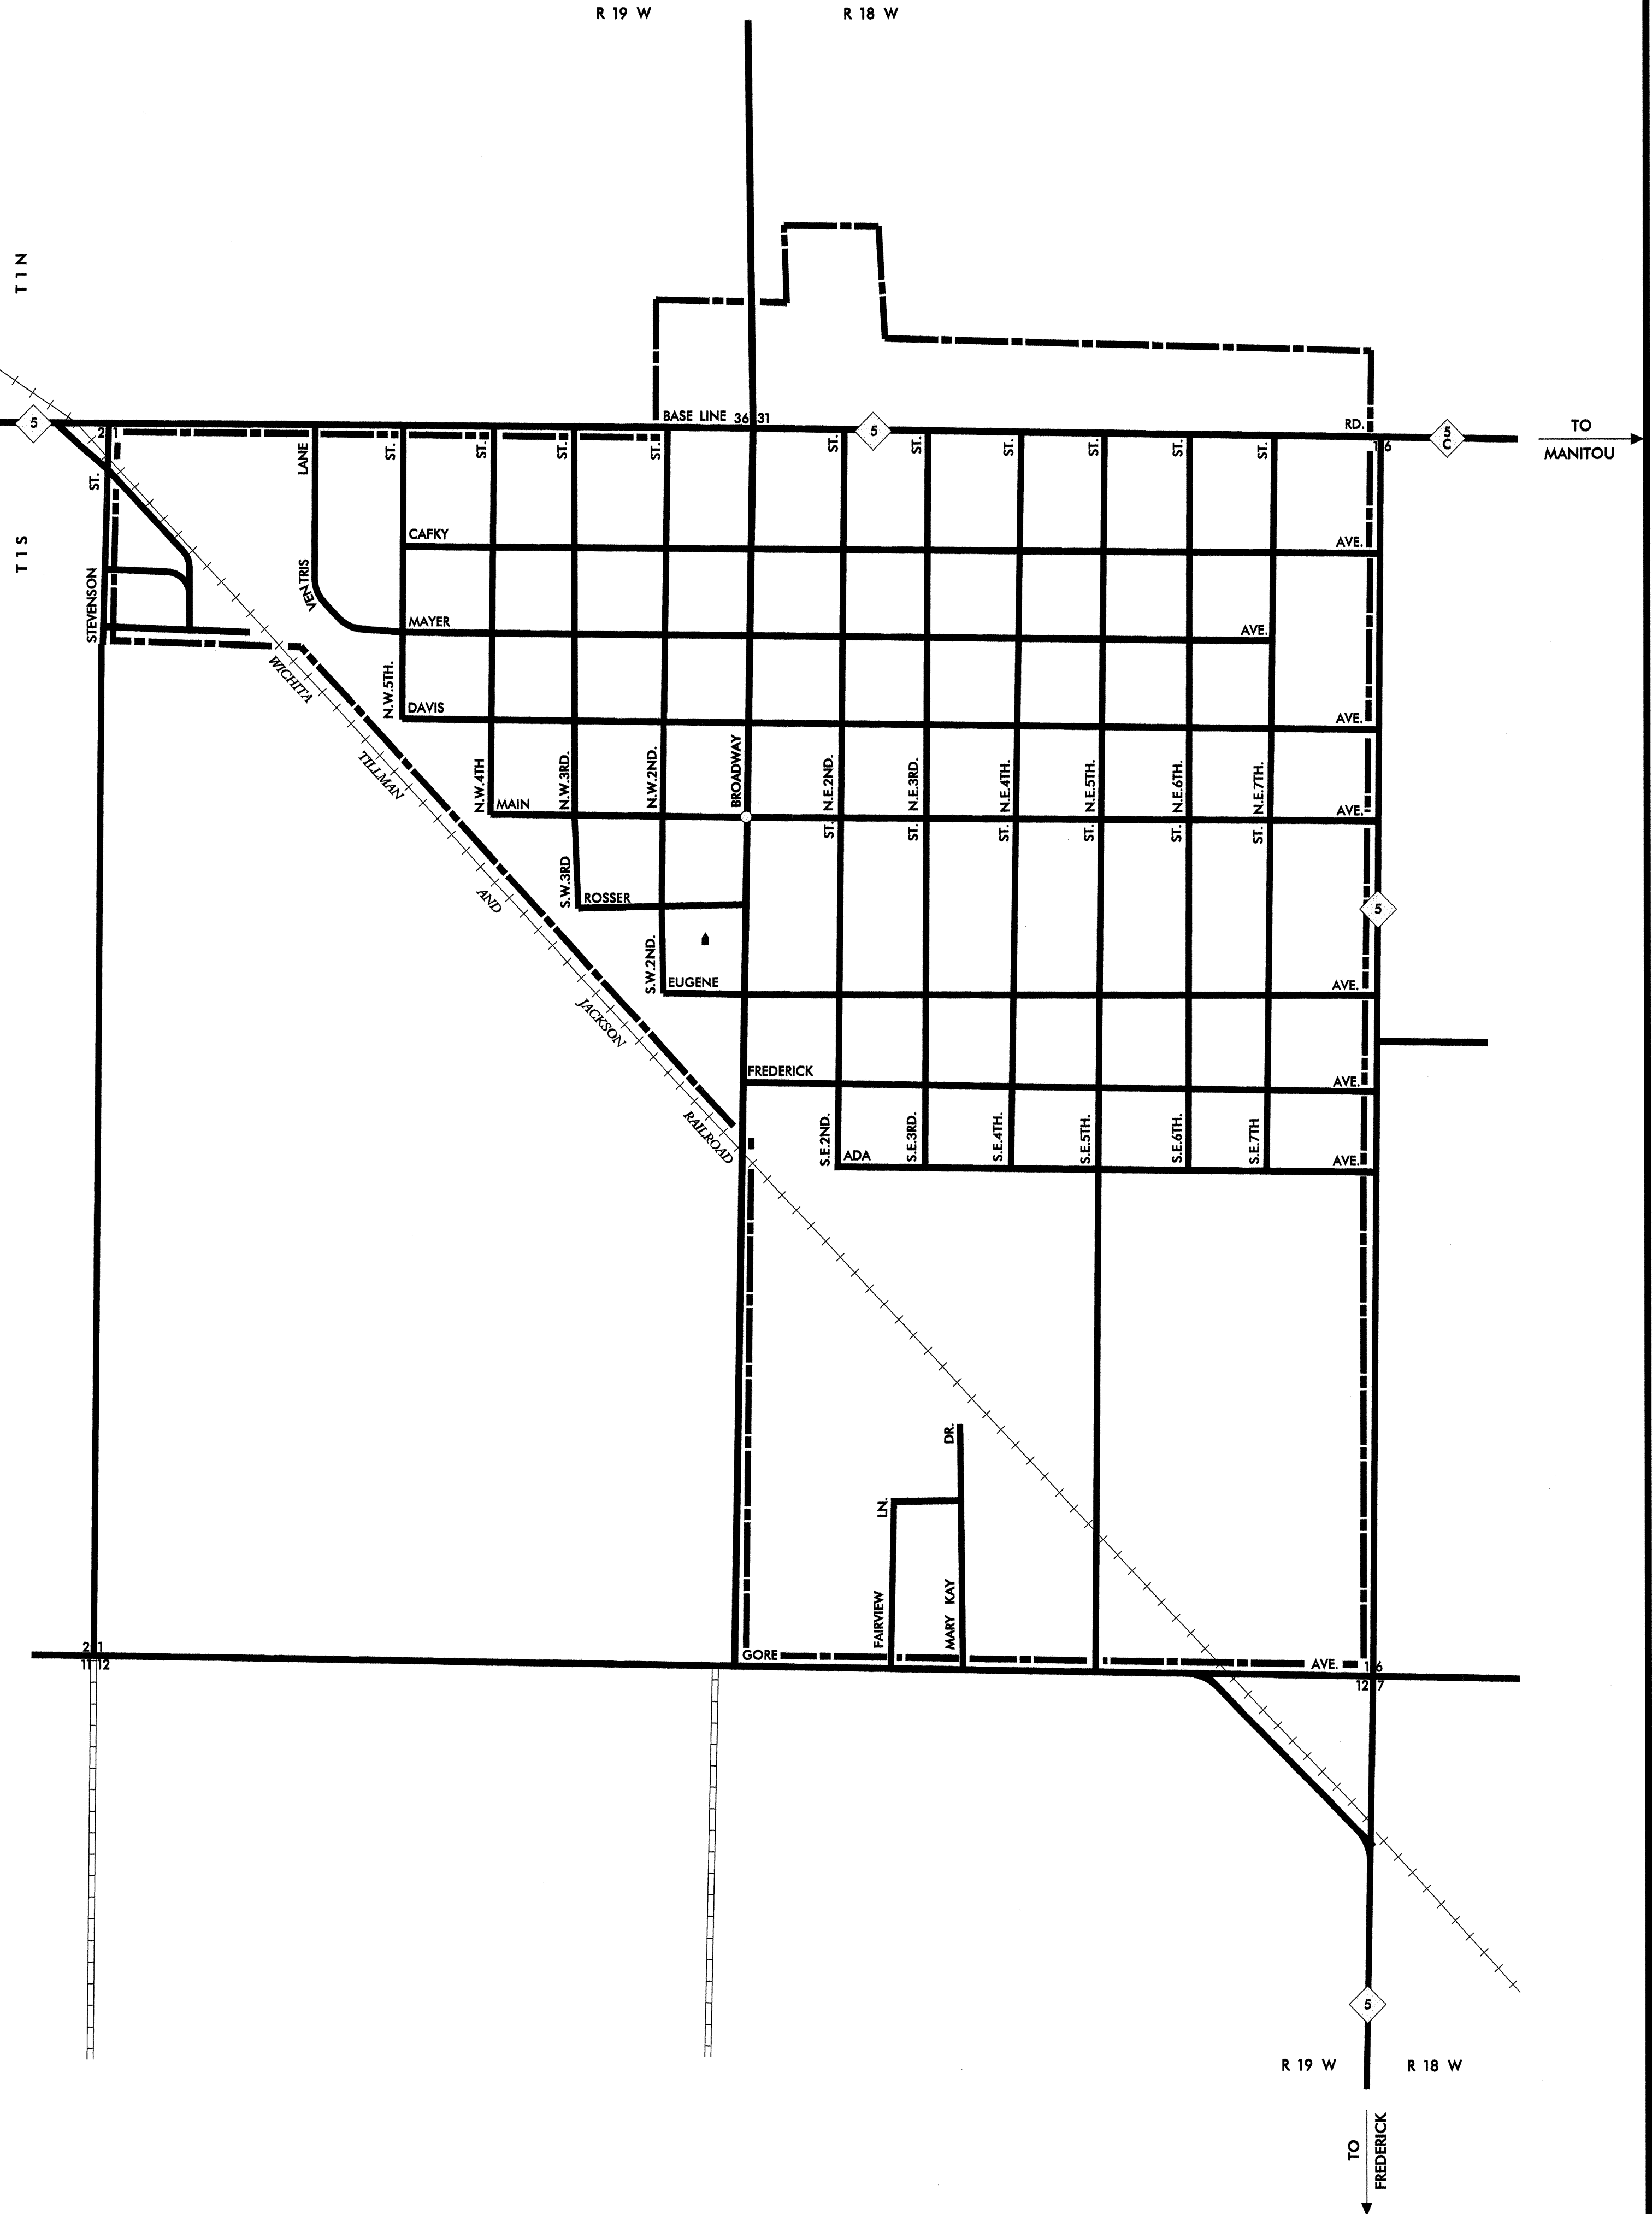 R 19 W
R 18 W
T 1 N
T 1 S
5
BASE LINE
36
31
5
RD.
5
C
TO
MANITOU
2
1
1
6
ST.
LANE
ST.
ST.
ST.
ST.
ST.
ST.
ST.
ST.
ST.
ST.
CAFKY
AVE.
STEVENSON
VENTRIS
MAYER
AVE.
N.W.5TH.
DAVIS
AVE.
WICHITA
TILLMAN
AND
JACKSON
RAILROAD
N.W.4TH
N.W.3RD.
N.W.2ND.
BROADWAY
N.E.2ND.
N.E.3RD.
N.E.4TH.
N.E.5TH.
N.E.6TH.
N.E.7TH.
MAIN
AVE.
ST.
ST.
ST.
ST.
ST.
ST.
S.W.3RD
ROSSER
5
S.W.2ND.
EUGENE
AVE.
FREDERICK
AVE.
S.E.2ND.
S.E.3RD.
S.E.4TH.
S.E.5TH.
S.E.6TH.
S.E.7TH
ADA
AVE.
DR.
LN.
FAIRVIEW
MARY KAY
2
1
11
12
GORE
AVE.
1
6
12
7
5
R 19 W
R 18 W
TO
FREDERICK